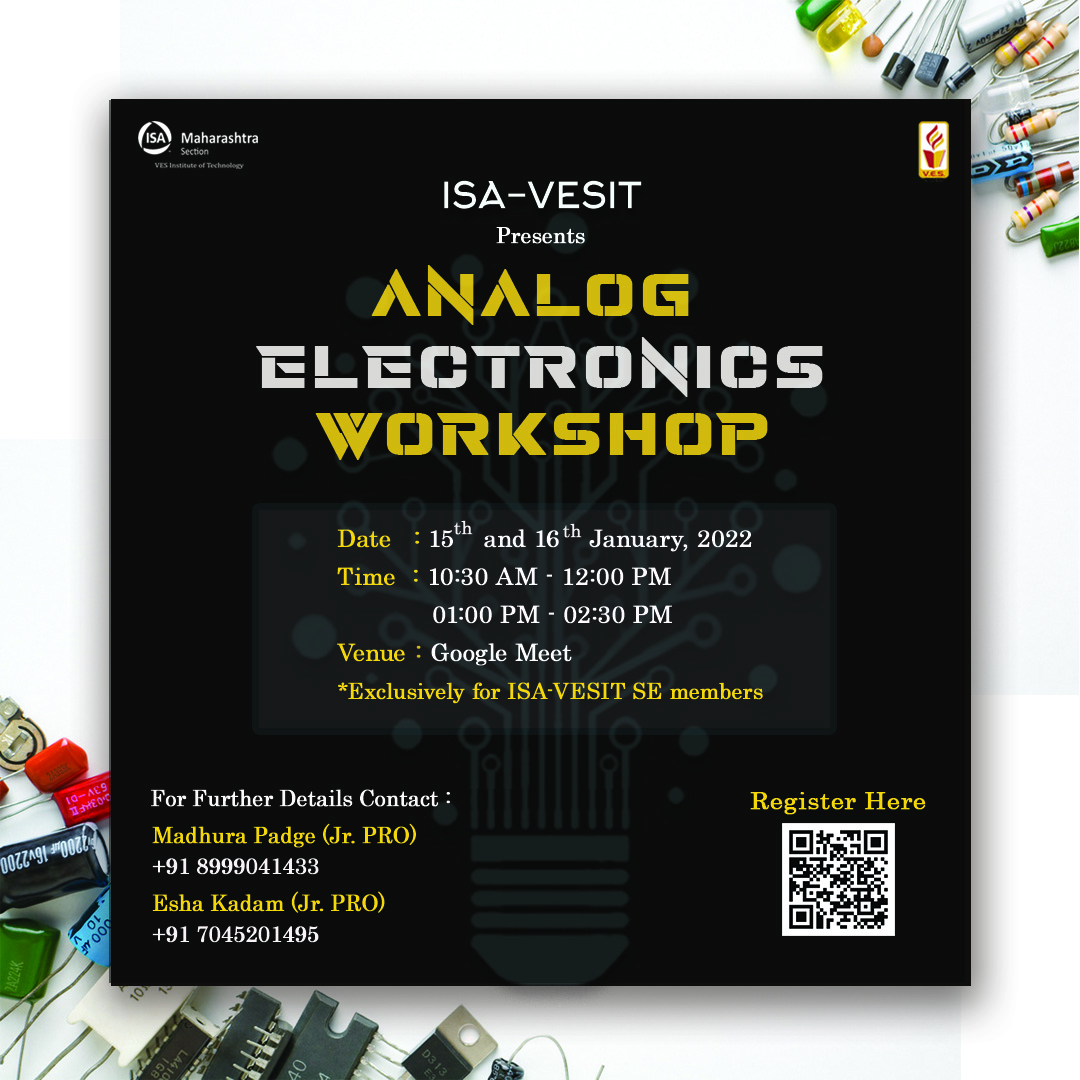 ISA Maharashtra
Section
VES Institute of Technology
V.E.S.
ISA-VESIT
Presents
ANALOG
ELECTRONICS
WORKSHOP
Date : 15th and 16th January, 2022
Time : 10:30 AM - 12:00 PM
01:00 PM - 02:30 PM
Venue : Google Meet
*Exclusively for ISA-VESIT SE members
For Further Details Contact :
Madhura Padge (Jr. PRO)
+91 8999041433
Esha Kadam (Jr. PRO)
+91 7045201495
Register Here
2200 16v2200
D313